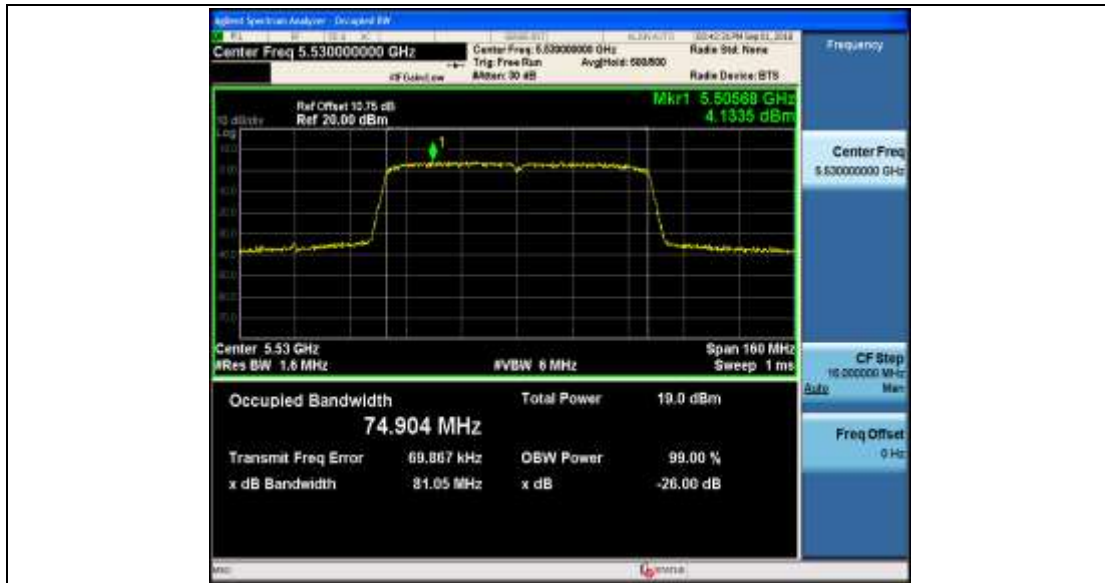 Agilent Spectrum Analyzer - Occupied BW
Center Freq 5.530000000 GHz
Center Freq: 5.530000000 GHz
Trig: Free Run Avg|Hold: 500/500
#IFGain:Low #Atten: 30 dB
Radio Std: None
Radio Device: BTS
Frequency
Ref Offset 10.75 dB
10 dB/div Ref 20.00 dBm
Log
Mkr1 5.50568 GHz
4.1335 dBm
1
Center Freq
5.530000000 GHz
Center 5.53 GHz Span 160 MHz
#Res BW 1.6 MHz #VBW 6 MHz Sweep 1 ms
CF Step
16.000000 MHz
Auto Man
Occupied Bandwidth Total Power 19.0 dBm
74.904 MHz
Freq Offset
0 Hz
Transmit Freq Error 69.867 kHz OBW Power 99.00 %
x dB Bandwidth 81.05 MHz x dB -26.00 dB
MSG STATUS